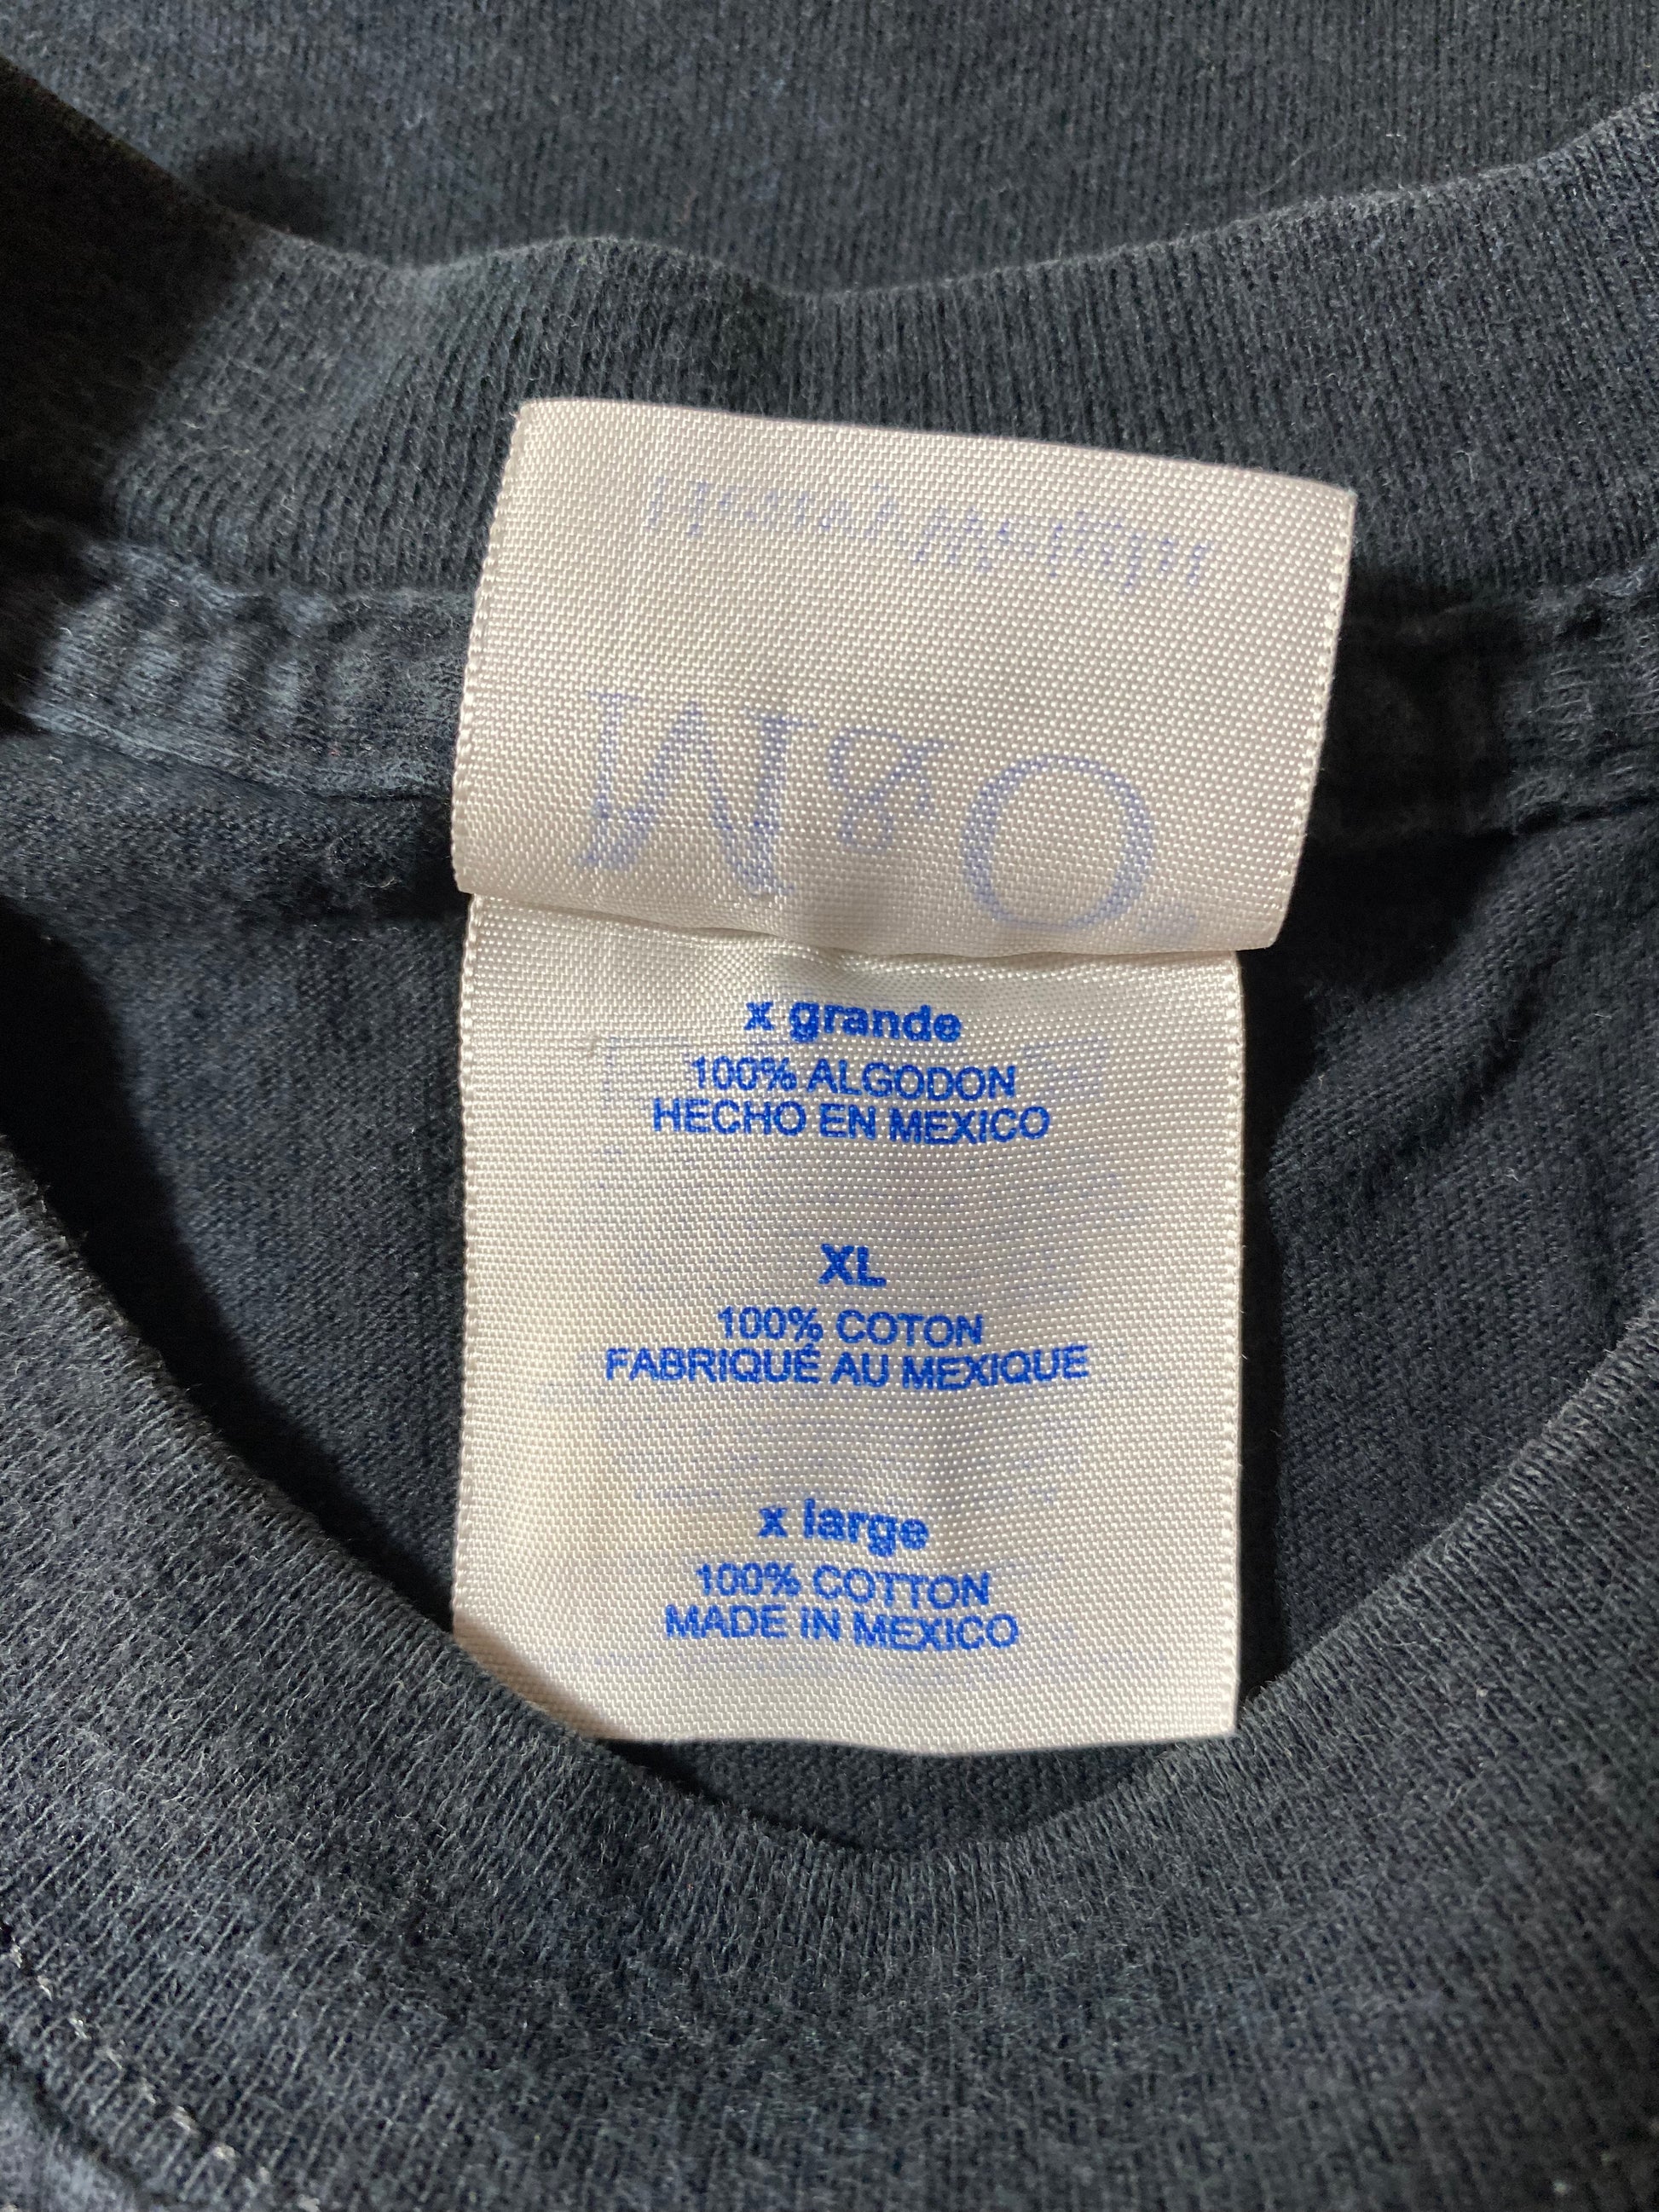 M&O.
x grande
100% ALGODON
HECHO EN MEXICO
XL
100% COTON
FABRIQUÉ AU MEXIQUE
x large
100% COTTON
MADE IN MEXICO